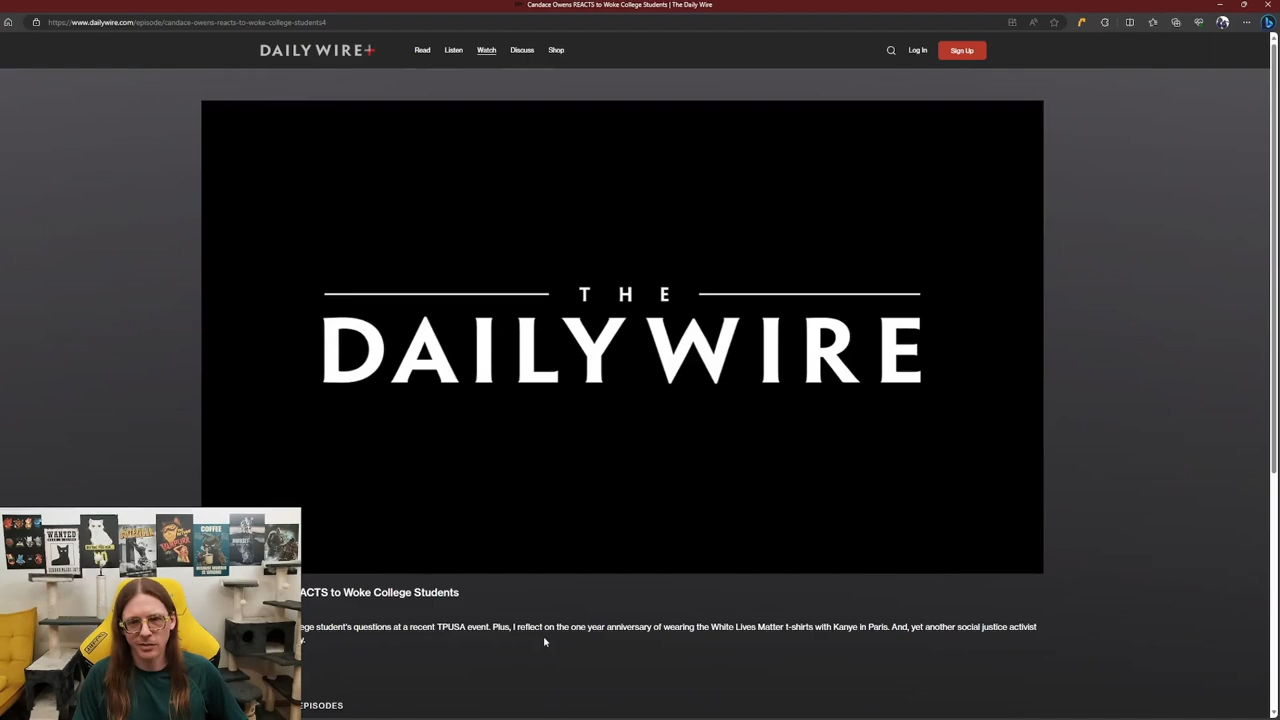 Candace Owens REACTS to Woke College Students | The Daily Wire
https://www.dailywire.com/episode/candace-owens-reacts-to-woke-college-students4
DAILYWIRE+
Read Listen Watch Discuss Shop
Log In
Sign Up
THE
DAILY WIRE
WANTED
COFFEE
ACTS to Woke College Students
ege student's questions at a recent TPUSA event. Plus, I reflect on the one year anniversary of wearing the White Lives Matter t-shirts with Kanye in Paris. And, yet another social justice activist
EPISODES